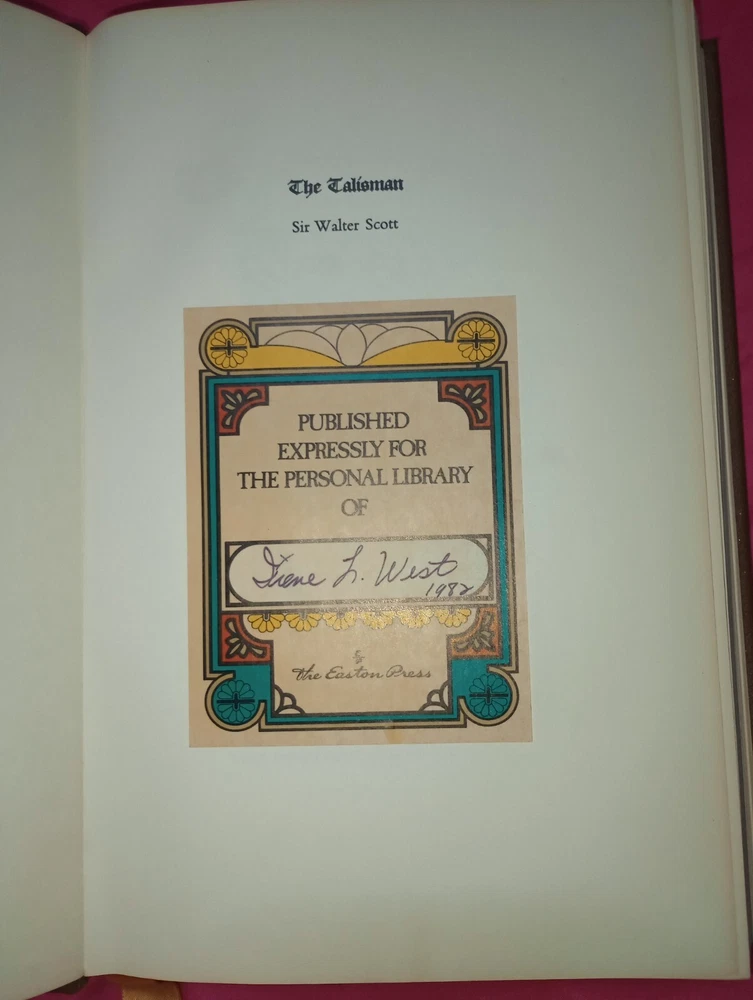 The Talisman
Sir Walter Scott
PUBLISHED
EXPRESSLY FOR
THE PERSONAL LIBRARY
OF
Irene L. West
1982
The Easton Press